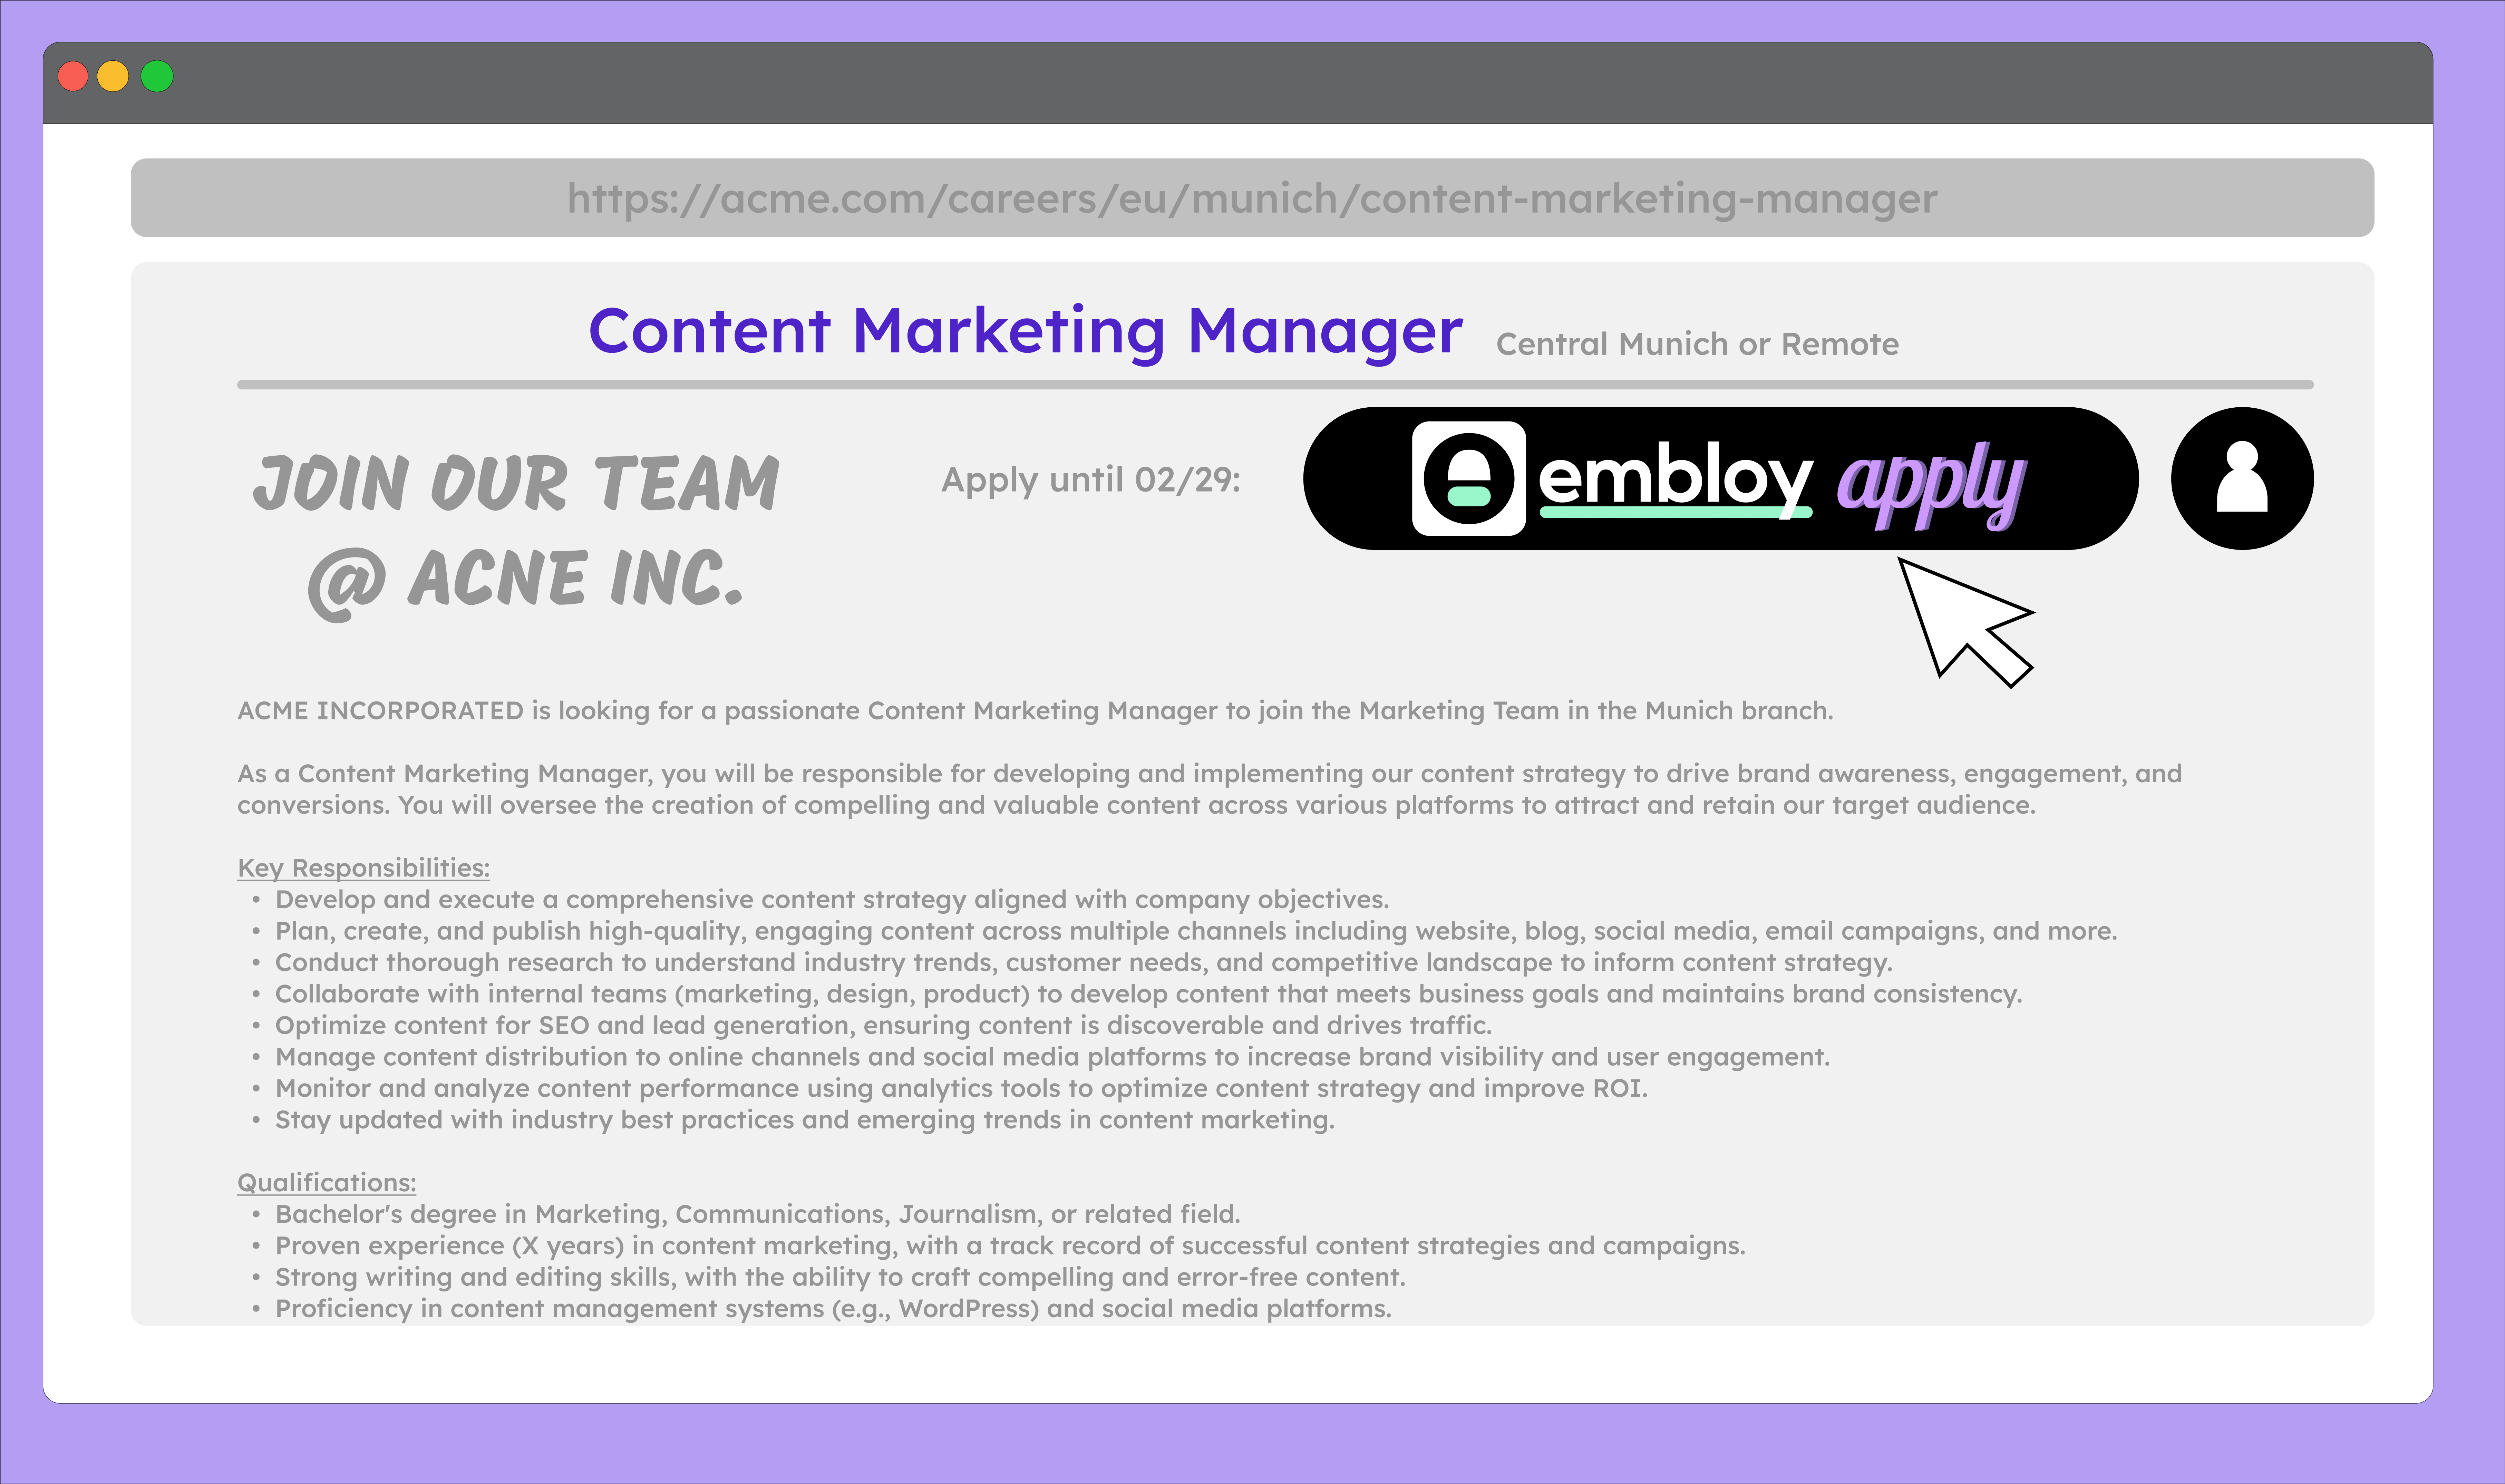 https://acme.com/careers/eu/munich/content-marketing-manager
Content Marketing Manager Central Munich or Remote
JOIN OUR TEAM
@ ACNE INC.
Apply until 02/29:
embloy apply
ACME INCORPORATED is looking for a passionate Content Marketing Manager to join the Marketing Team in the Munich branch.
As a Content Marketing Manager, you will be responsible for developing and implementing our content strategy to drive brand awareness, engagement, and
conversions. You will oversee the creation of compelling and valuable content across various platforms to attract and retain our target audience.
Key Responsibilities:
• Develop and execute a comprehensive content strategy aligned with company objectives.
• Plan, create, and publish high-quality, engaging content across multiple channels including website, blog, social media, email campaigns, and more.
• Conduct thorough research to understand industry trends, customer needs, and competitive landscape to inform content strategy.
• Collaborate with internal teams (marketing, design, product) to develop content that meets business goals and maintains brand consistency.
• Optimize content for SEO and lead generation, ensuring content is discoverable and drives traffic.
• Manage content distribution to online channels and social media platforms to increase brand visibility and user engagement.
• Monitor and analyze content performance using analytics tools to optimize content strategy and improve ROI.
• Stay updated with industry best practices and emerging trends in content marketing.
Qualifications:
• Bachelor's degree in Marketing, Communications, Journalism, or related field.
• Proven experience (X years) in content marketing, with a track record of successful content strategies and campaigns.
• Strong writing and editing skills, with the ability to craft compelling and error-free content.
• Proficiency in content management systems (e.g., WordPress) and social media platforms.